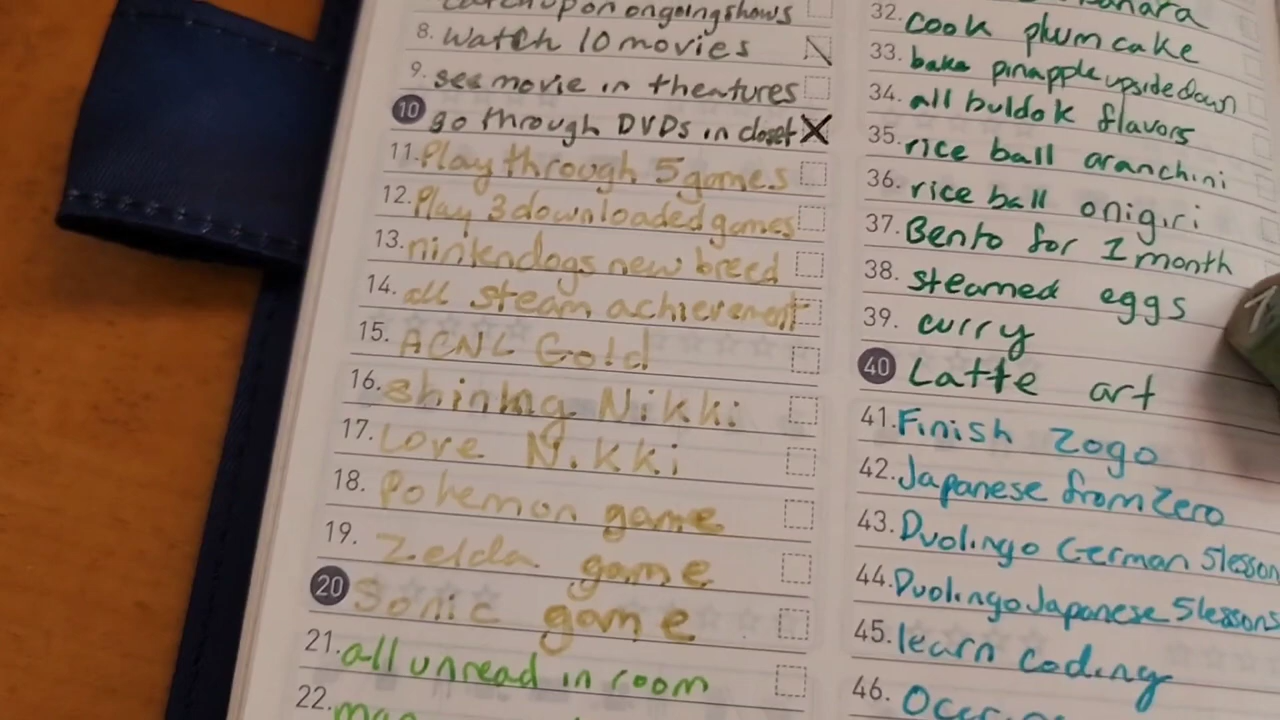 upon ongoing shows
8. Watch 10 movies
9. see movie in theatures
10 go through DVDs in closet X
11. Play through 5 games
12. Play 3 downloaded games
13. nintendogs new breed
14. all steam achievement
15. ACNL Gold
16. Shining Nikki
17. Love Nikki
18. Pokemon game
19. Zelda game
20 Sonic game
21. all unread in room
22.
32. cook plum cake
33. bake pinapple upside down
34. all buldok flavors
35. rice ball aranchini
36. rice ball onigiri
37. Bento for 1 month
38. steamed eggs
39. curry
40 Latte art
41. Finish Zogo
42. Japanese from Zero
43. Duolingo German 5 lesson
44. Duolingo Japanese 5 lessons
45. learn coding
46.